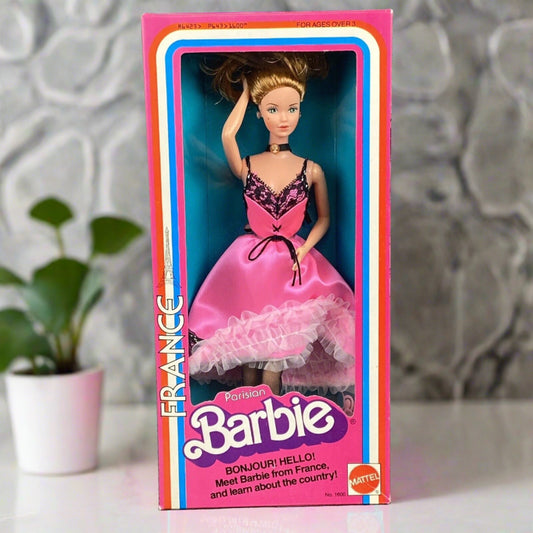 FOR AGES OVER 3
FRANCE
Parisian
Barbie®
BONJOUR! HELLO!
Meet Barbie from France,
and learn about the country!
MATTEL
No. 1600